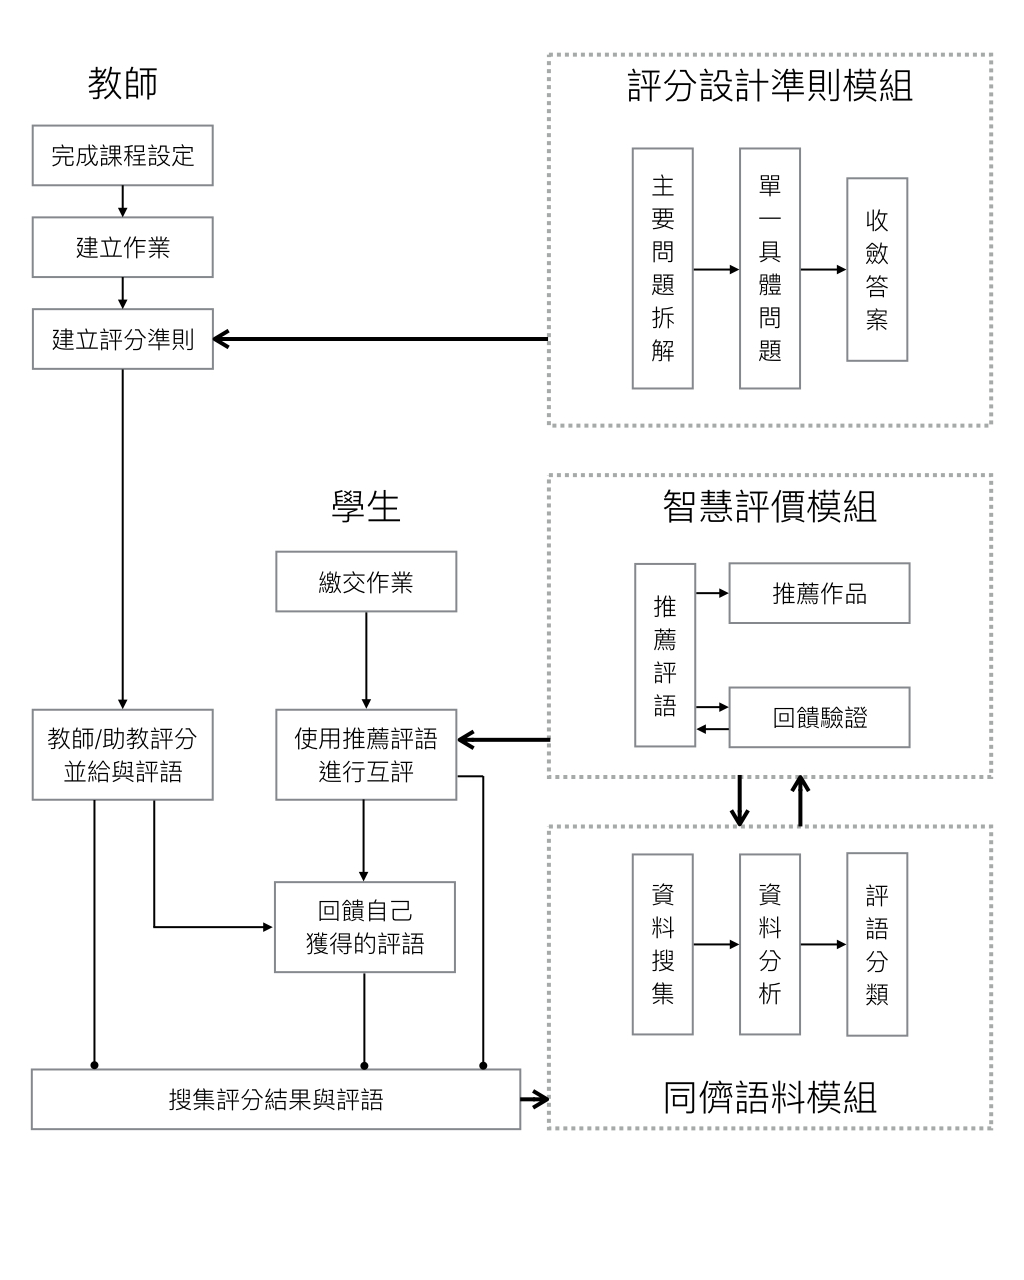 教師
完成課程設定
建立作業
建立評分準則
評分設計準則模組
主要問題拆解
單一具體問題
收斂答案
學生
繳交作業
教師/助教評分
並給與評語
使用推薦評語
進行互評
回饋自己
獲得的評語
搜集評分結果與評語
智慧評價模組
推薦評語
推薦作品
回饋驗證
資料搜集
資料分析
評語分類
同儕語料模組